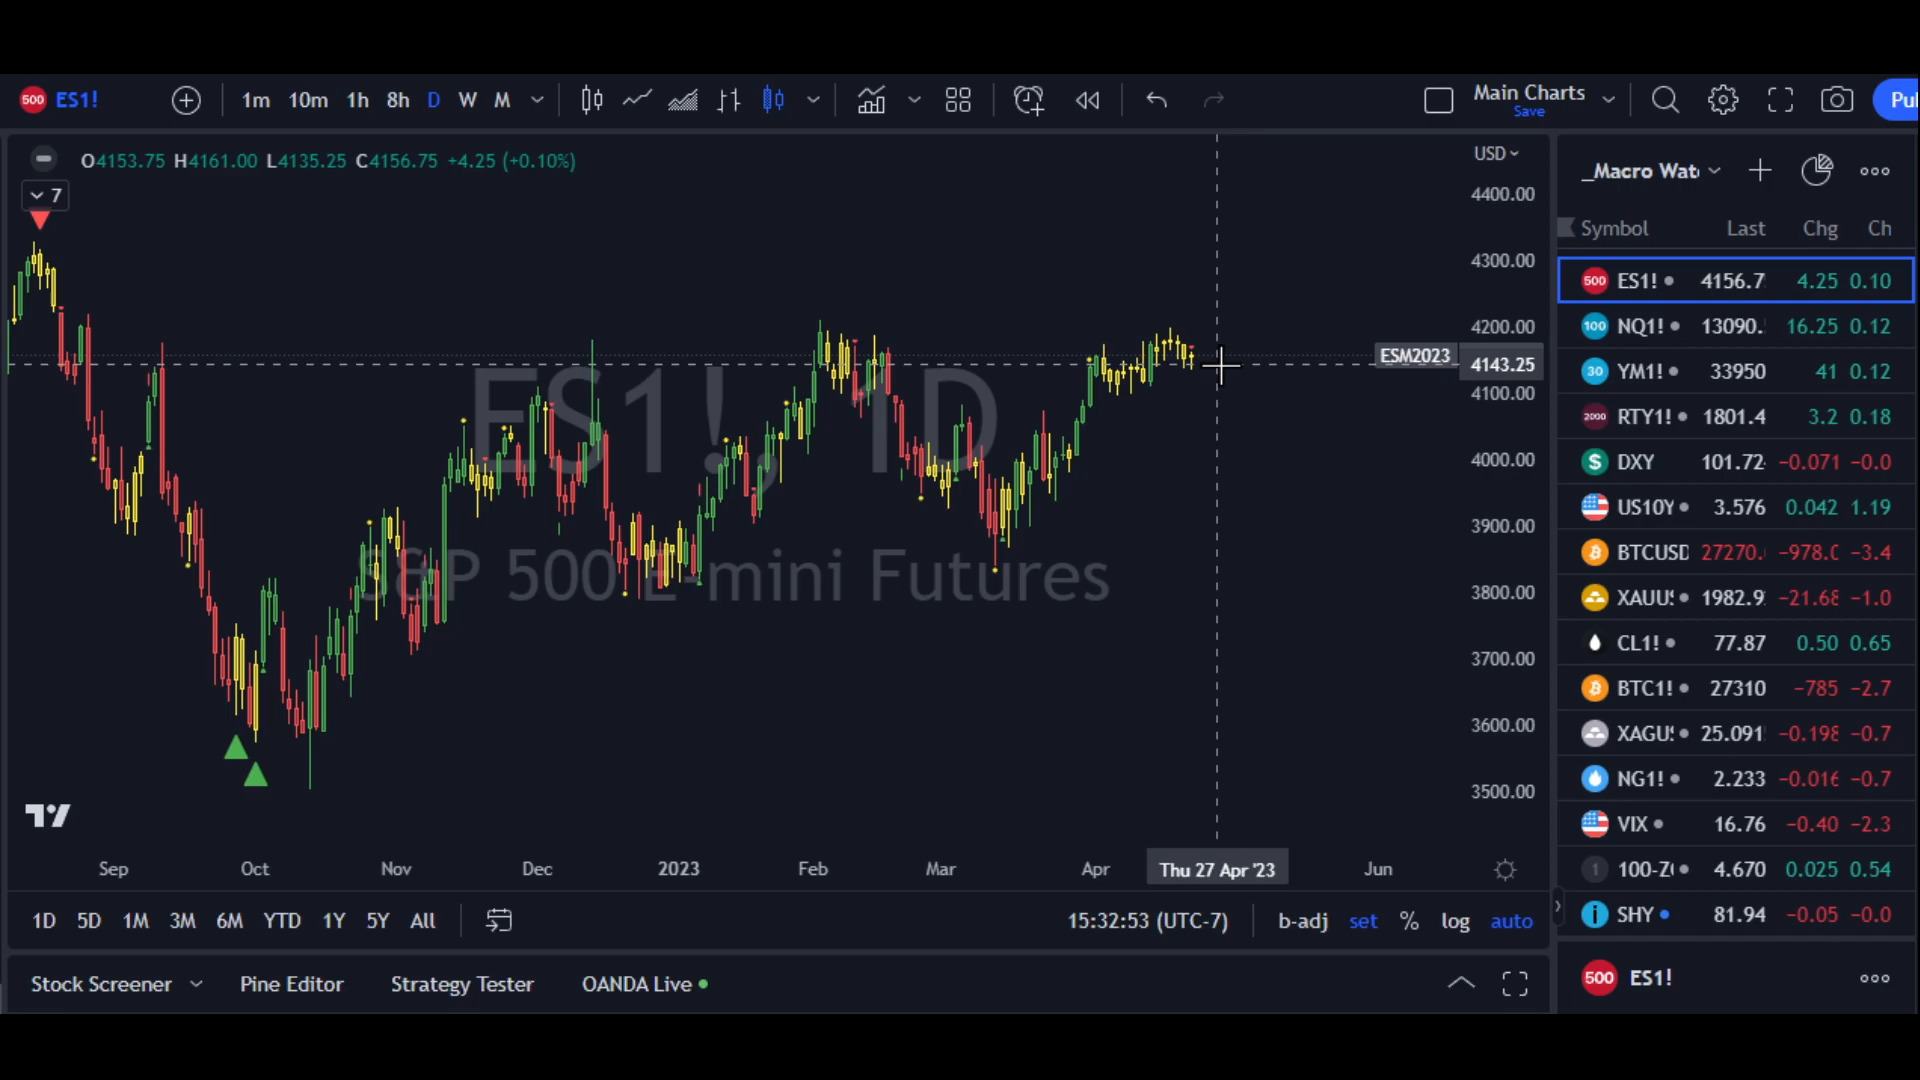 500 ES1! 1m 10m 1h 8h D W M Main Charts Save Pul
O4153.75 H4161.00 L4135.25 C4156.75 +4.25 (+0.10%)
7
USD
4400.00
4300.00
4200.00
ESM2023 4143.25
4100.00
4000.00
3900.00
3800.00
3700.00
3600.00
3500.00
ES1!, 1D
S&P 500 E-mini Futures
Sep Oct Nov Dec 2023 Feb Mar Apr Thu 27 Apr '23 Jun
1D 5D 1M 3M 6M YTD 1Y 5Y All 15:32:53 (UTC-7) b-adj set % log auto
Stock Screener Pine Editor Strategy Tester OANDA Live
_Macro Wat
Symbol Last Chg Ch
500 ES1! 4156.7 4.25 0.10
100 NQ1! 13090. 16.25 0.12
30 YM1! 33950 41 0.12
2000 RTY1! 1801.4 3.2 0.18
$ DXY 101.72 −0.071 −0.0
US10Y 3.576 0.042 1.19
BTCUSD 27270. −978.0 −3.4
XAUU 1982.9 −21.68 −1.0
CL1! 77.87 0.50 0.65
BTC1! 27310 −785 −2.7
XAGU 25.091 −0.198 −0.7
NG1! 2.233 −0.016 −0.7
VIX 16.76 −0.40 −2.3
1 100-Z 4.670 0.025 0.54
i SHY 81.94 −0.05 −0.0
500 ES1!